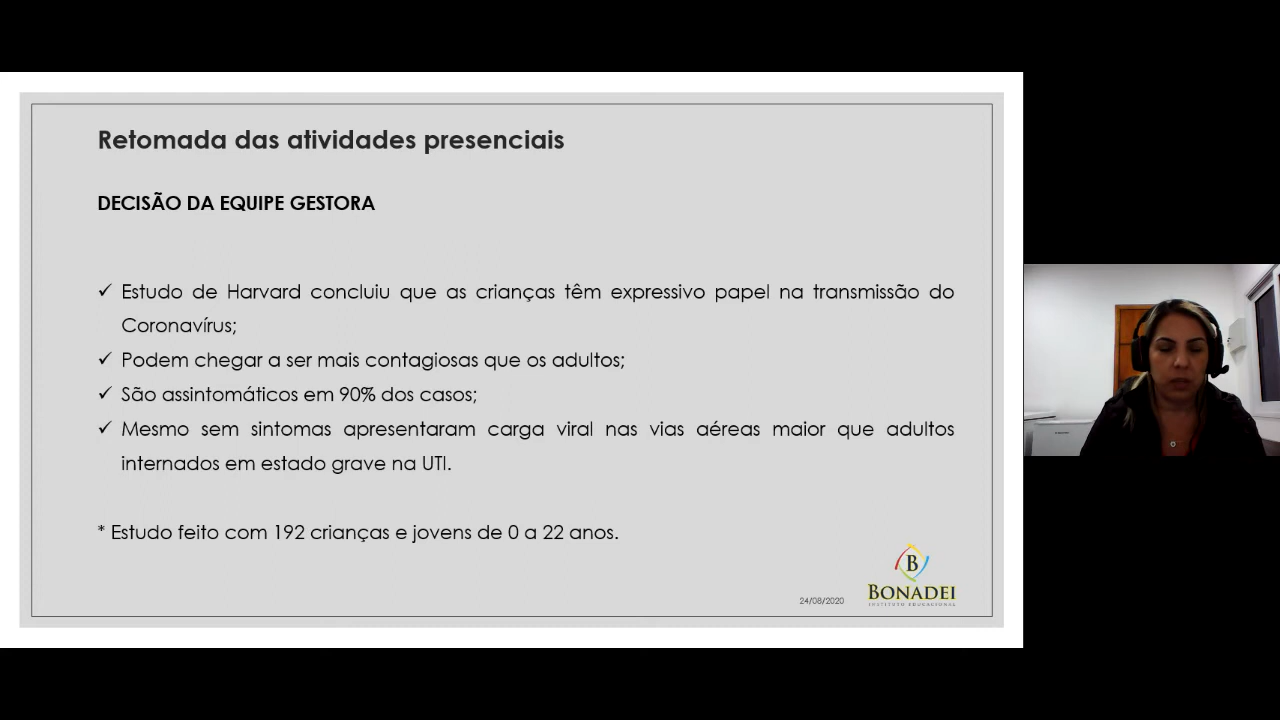 Retomada das atividades presenciais
DECISÃO DA EQUIPE GESTORA
✓ Estudo de Harvard concluiu que as crianças têm expressivo papel na transmissão do
Coronavírus;
✓ Podem chegar a ser mais contagiosas que os adultos;
✓ São assintomáticos em 90% dos casos;
✓ Mesmo sem sintomas apresentaram carga viral nas vias aéreas maior que adultos
internados em estado grave na UTI.
* Estudo feito com 192 crianças e jovens de 0 a 22 anos.
B
24/08/2020
BONADEI
INSTITUTO EDUCACIONAL